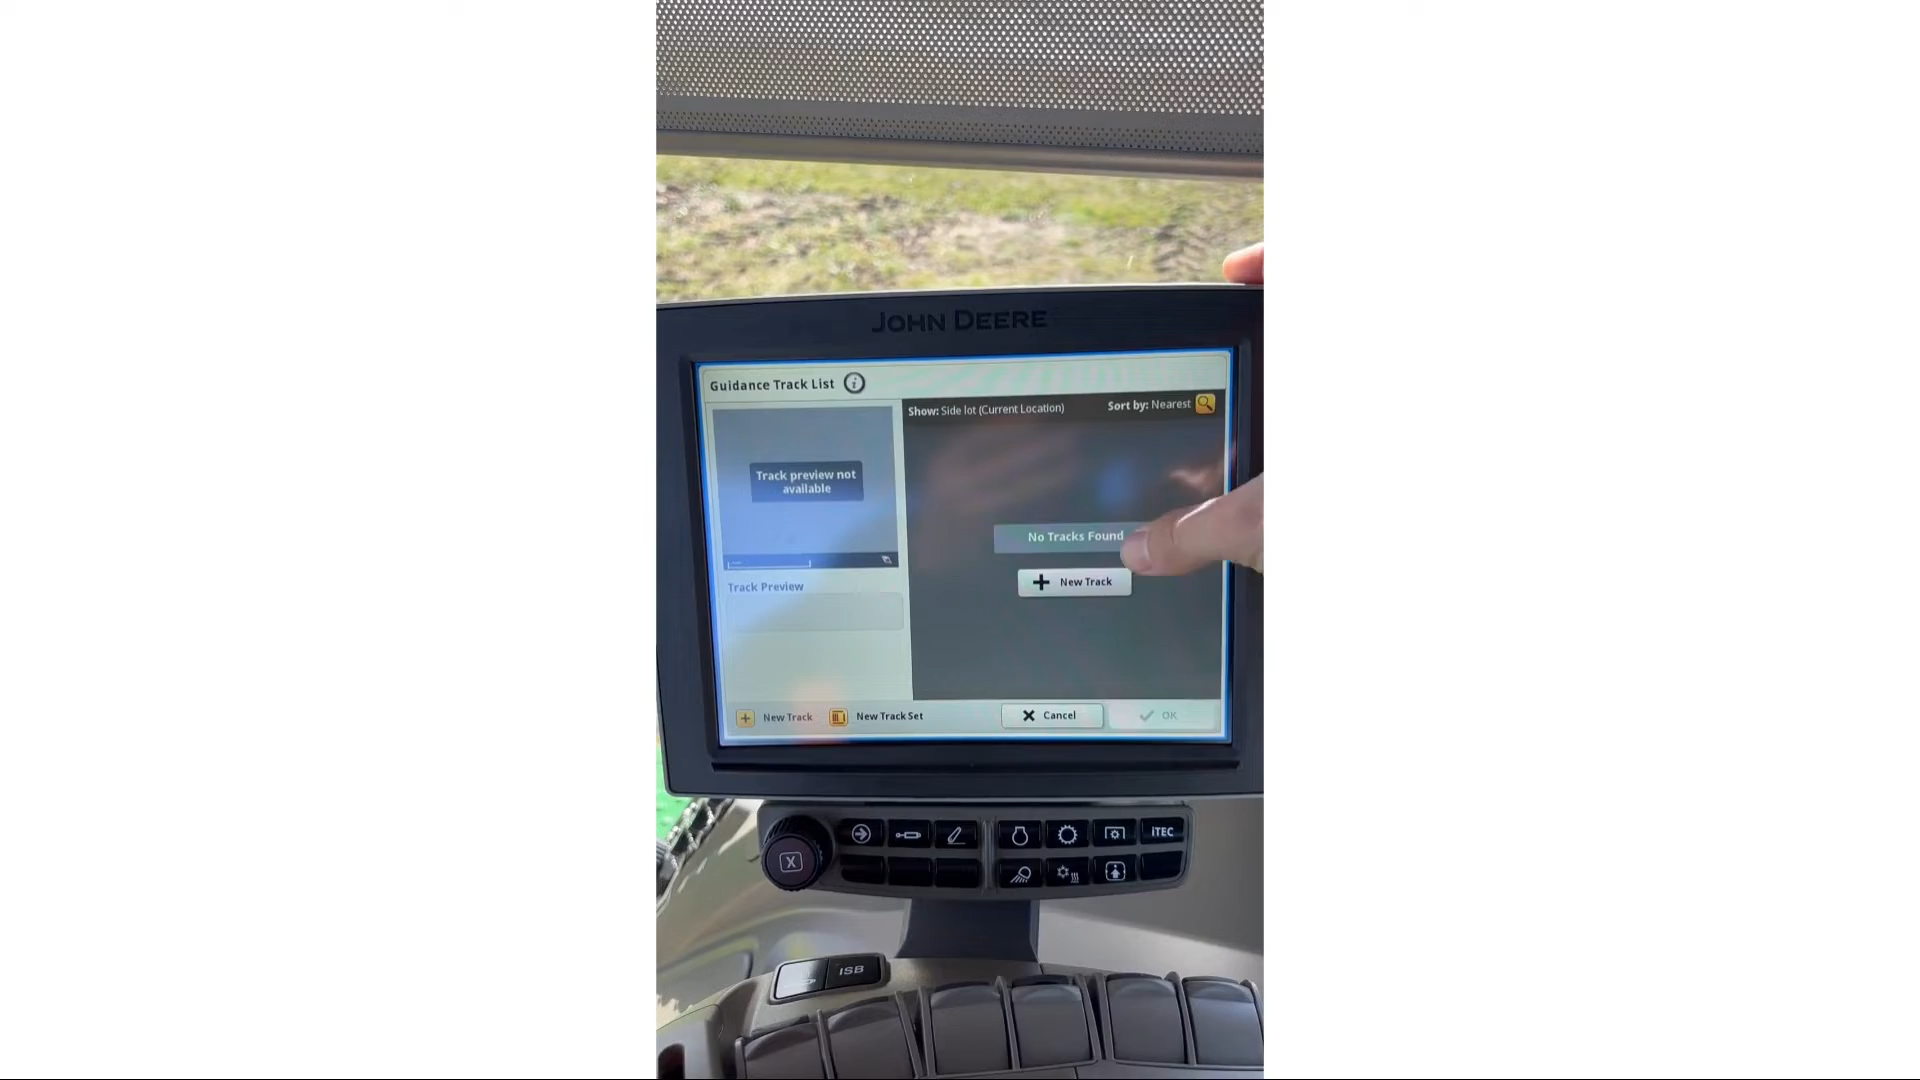 JOHN DEERE
Guidance Track List i
Show: Side lot (Current Location)
Sort by: Nearest
Track preview not
available
No Tracks Found
New Track
Track Preview
New Track
New Track Set
Cancel
OK
iTEC
X
ISB